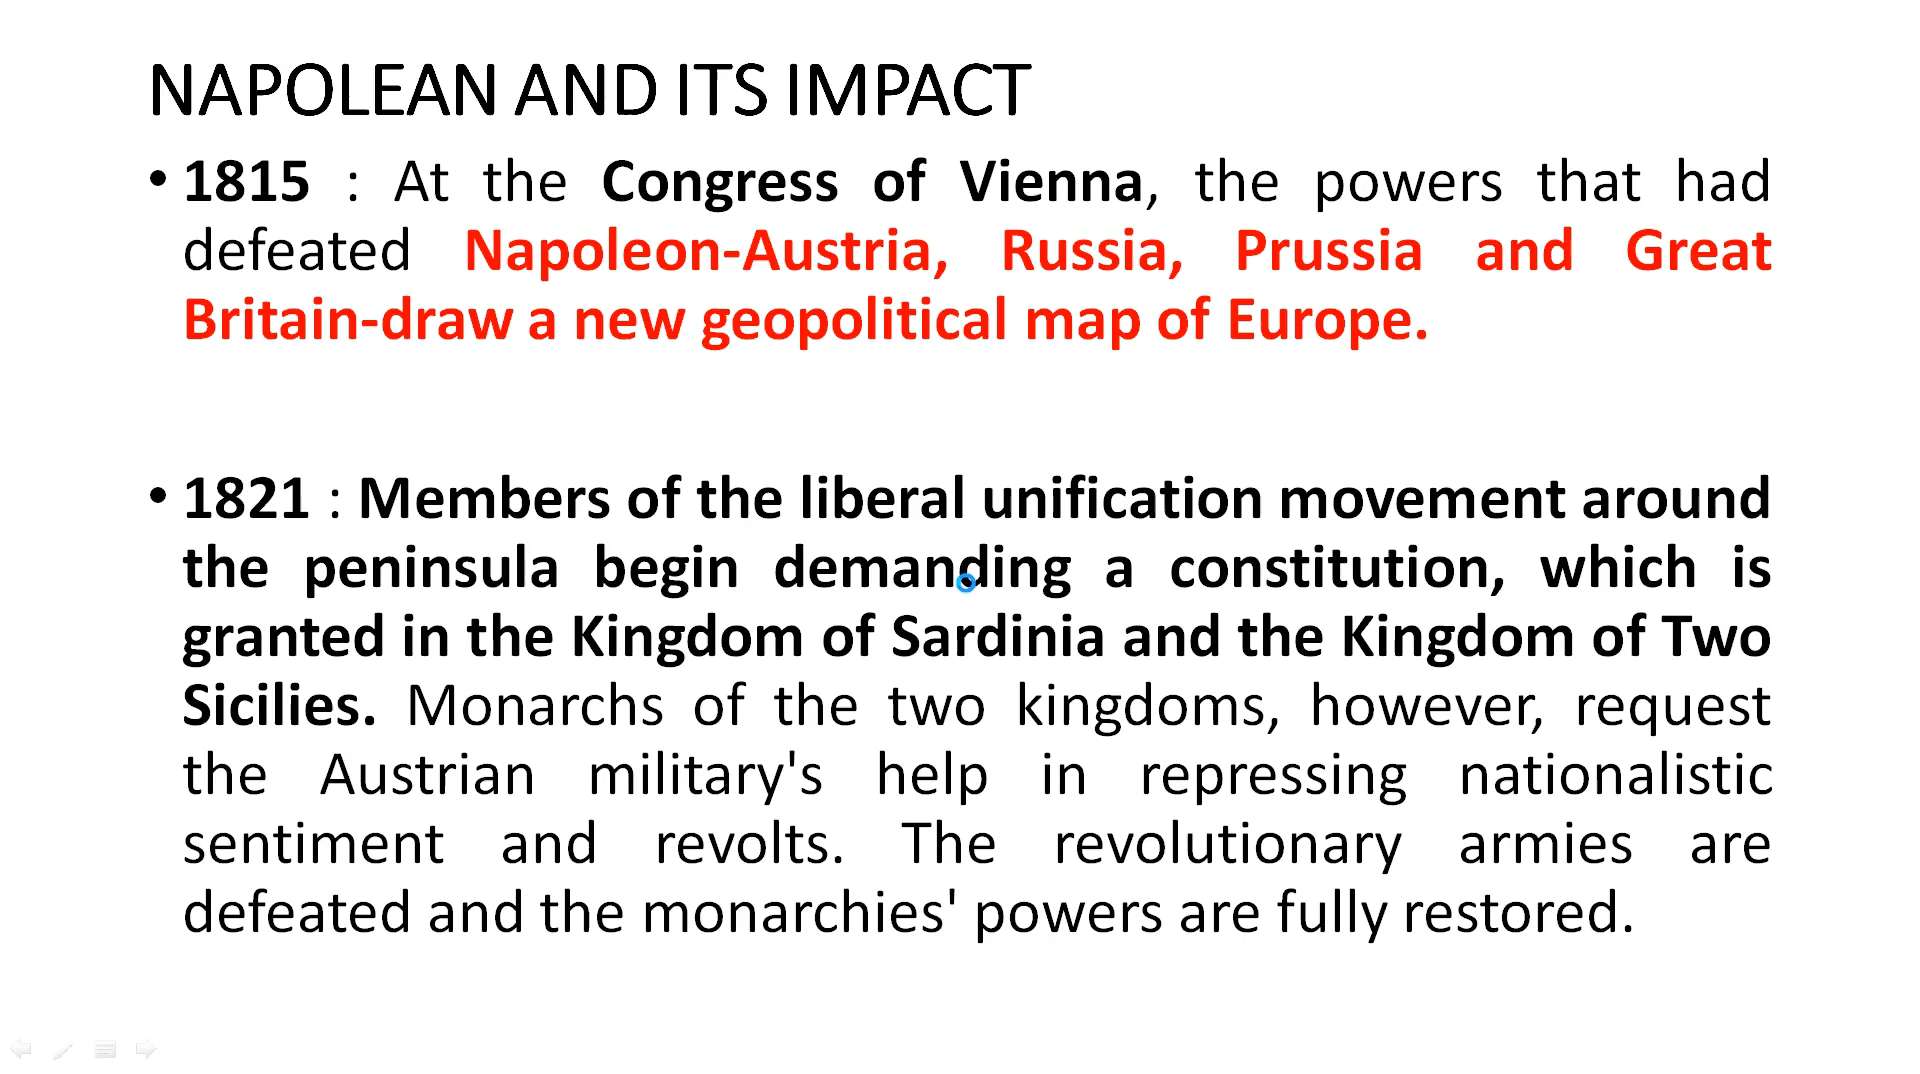 NAPOLEAN AND ITS IMPACT
• 1815 : At the Congress of Vienna, the powers that had
defeated Napoleon-Austria, Russia, Prussia and Great
Britain-draw a new geopolitical map of Europe.
• 1821 : Members of the liberal unification movement around
the peninsula begin demanding a constitution, which is
granted in the Kingdom of Sardinia and the Kingdom of Two
Sicilies. Monarchs of the two kingdoms, however, request
the Austrian military's help in repressing nationalistic
sentiment and revolts. The revolutionary armies are
defeated and the monarchies' powers are fully restored.